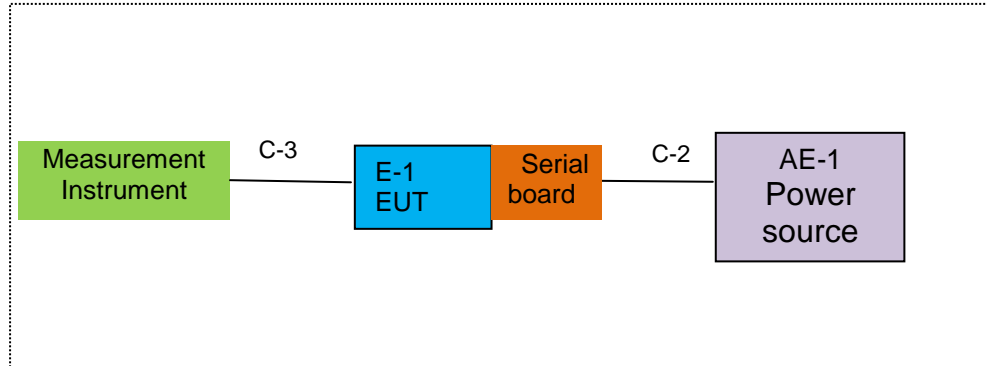 Measurement
Instrument
C-3
E-1
EUT
Serial
board
C-2
AE-1
Power
source